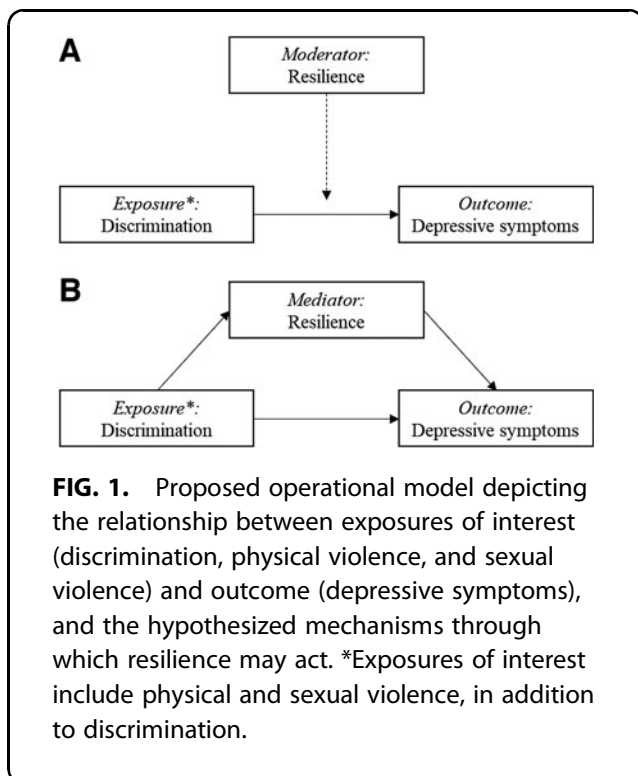 A
Moderator:
Resilience
Exposure*:
Discrimination
Outcome:
Depressive symptoms
B
Mediator:
Resilience
Exposure*:
Discrimination
Outcome:
Depressive symptoms
FIG. 1. Proposed operational model depicting
the relationship between exposures of interest
(discrimination, physical violence, and sexual
violence) and outcome (depressive symptoms),
and the hypothesized mechanisms through
which resilience may act. *Exposures of interest
include physical and sexual violence, in addition
to discrimination.